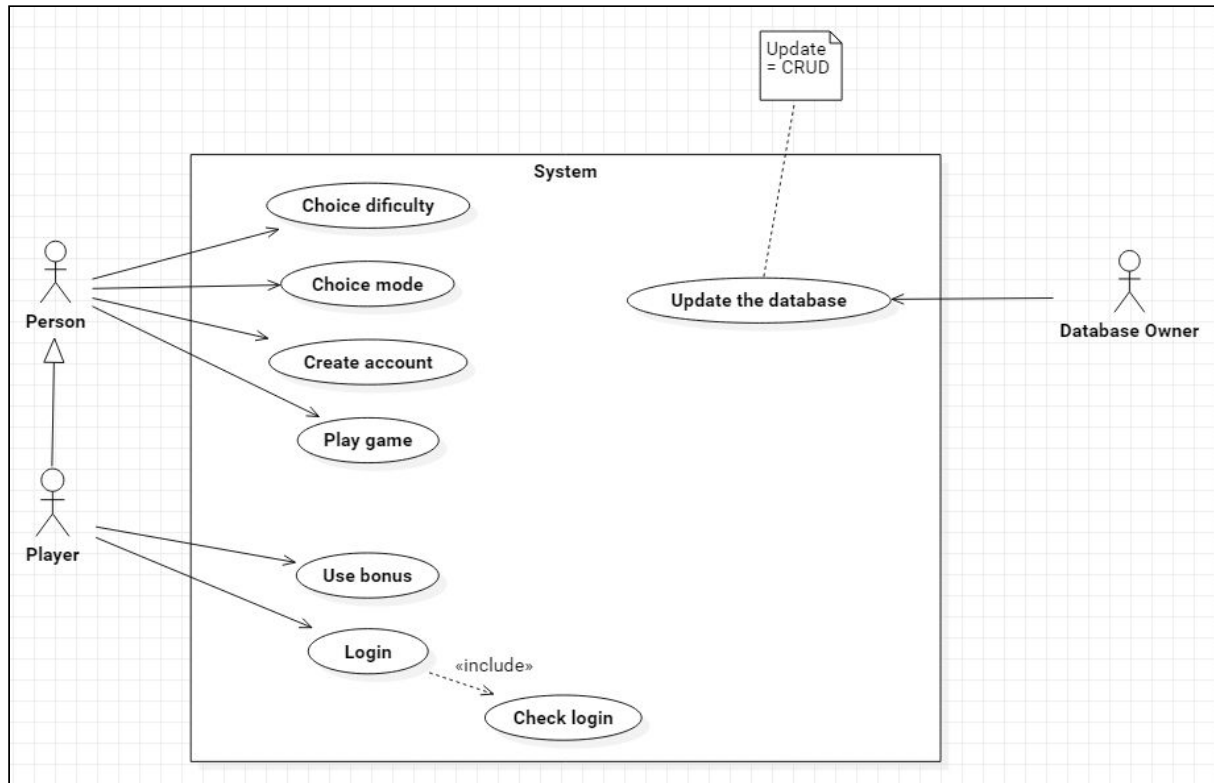 Update
= CRUD
System
Choice dificulty
Choice mode
Person
Update the database
Database Owner
Create account
Play game
Player
Use bonus
Login
«include»
Check login